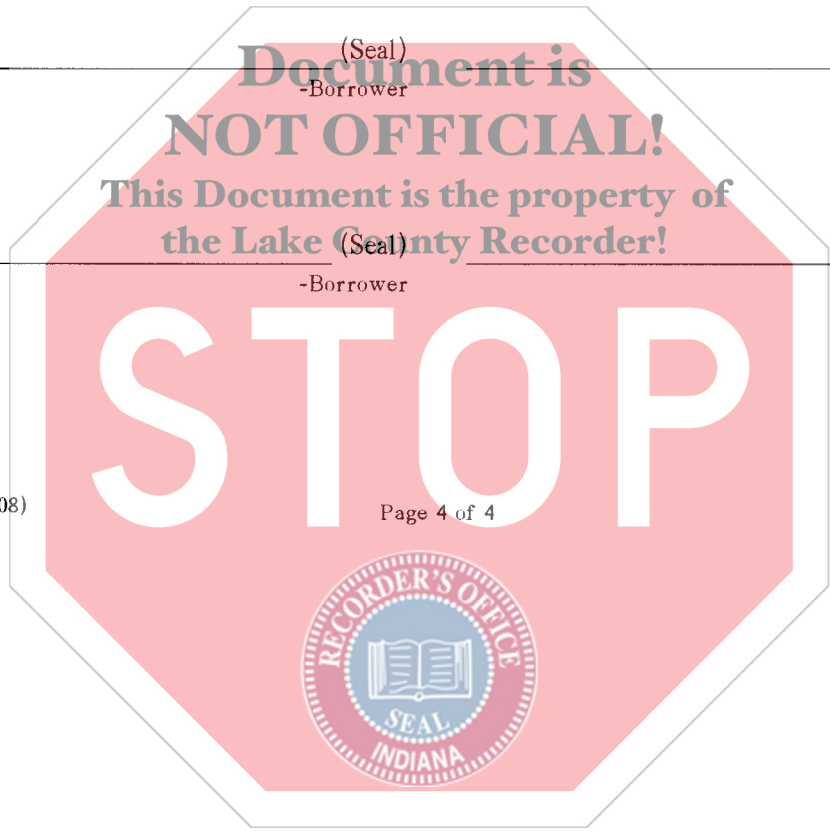 (Seal)
Document is
-Borrower
NOT OFFICIAL!
This Document is the property of
the Lake County Recorder!
(Seal)
-Borrower
STOP
08)
Page 4 of 4
RECORDER'S OFFICE
SEAL
INDIANA